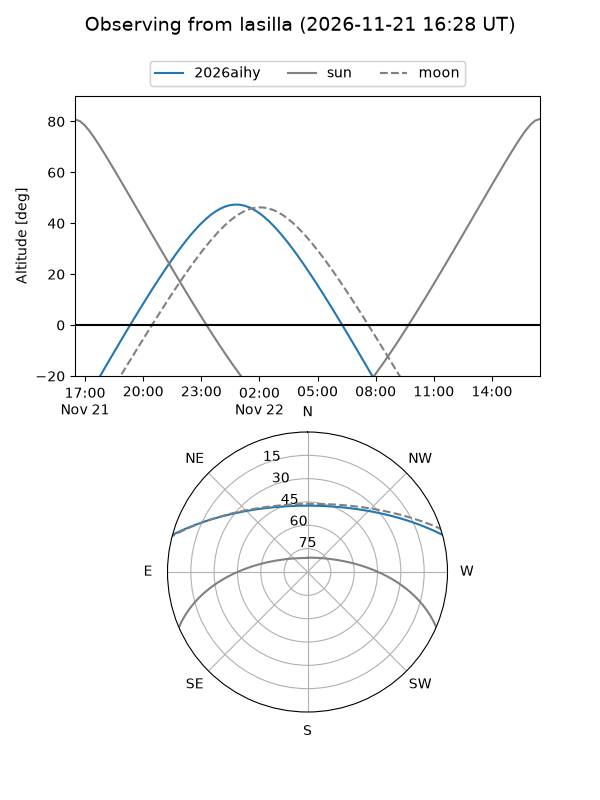 Observing from lasilla (2026-11-21 16:28 UT)
2026aihy sun moon
80
60
40
20
0
−20
Altitude [deg]
17:00 20:00 23:00 02:00 05:00 08:00 11:00 14:00
Nov 21 Nov 22
N
NE NW
15
30
45
60
75
E W
SE SW
S